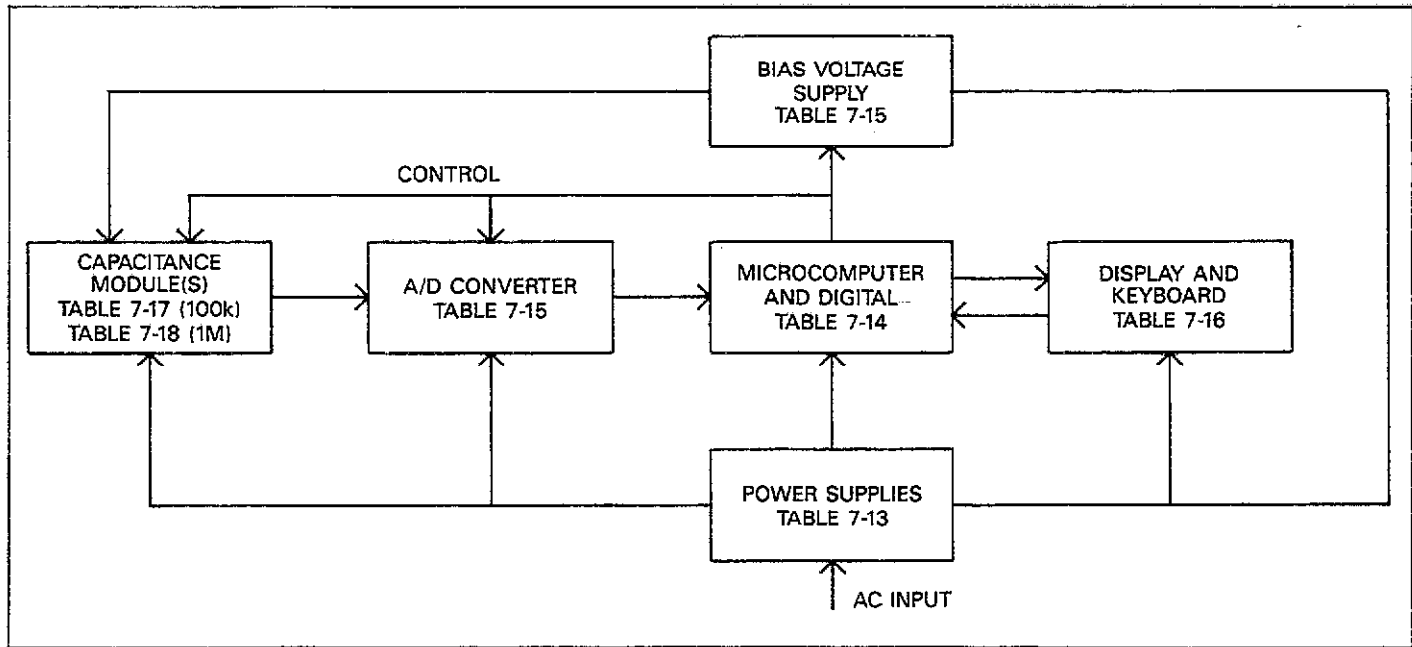 BIAS VOLTAGE
SUPPLY
TABLE 7-15
CONTROL
CAPACITANCE
MODULE(S)
TABLE 7-17 (100k)
TABLE 7-18 (1M)
A/D CONVERTER
TABLE 7-15
MICROCOMPUTER
AND DIGITAL
TABLE 7-14
DISPLAY AND
KEYBOARD
TABLE 7-16
POWER SUPPLIES
TABLE 7-13
AC INPUT